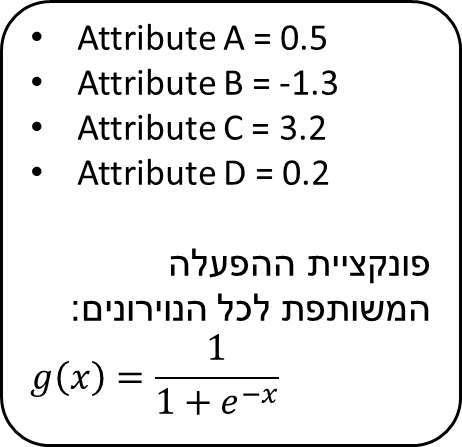 • Attribute A = 0.5
• Attribute B = -1.3
• Attribute C = 3.2
• Attribute D = 0.2
פונקציית ההפעלה
המשותפת לכל הנוירונים:
g(x) = 1 / (1 + e^{-x})